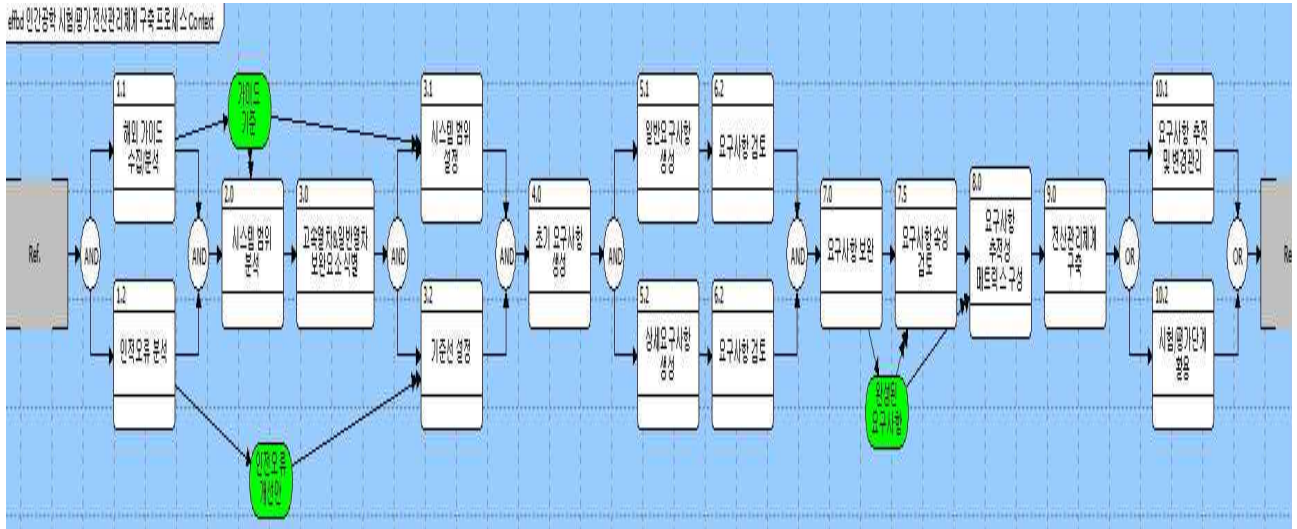 effbd 인간공학 시험/평가 전산관리체계 구축 프로세스 Context
Ref.
AND
1.1
해외 가이드
수집/분석
1.2
인적오류 분석
가이드
기준
인적오류
개선안
AND
2.0
시스템 범위
분석
3.0
고속열차&일반열차
보완요소 식별
AND
3.1
시스템 범위
설정
3.2
기준선 설정
AND
4.0
초기 요구사항
생성
AND
5.1
일반요구사항
생성
6.2
요구사항 검토
5.2
상세요구사항
생성
6.2
요구사항 검토
AND
7.0
요구사항 보완
7.5
요구사항 속성
검토
완성된
요구사항
8.0
요구사항
추적성
매트릭스 구성
9.0
전산관리체계
구축
OR
10.1
요구사항 추적
및 변경관리
10.2
시험/평가단계
활용
OR
Re